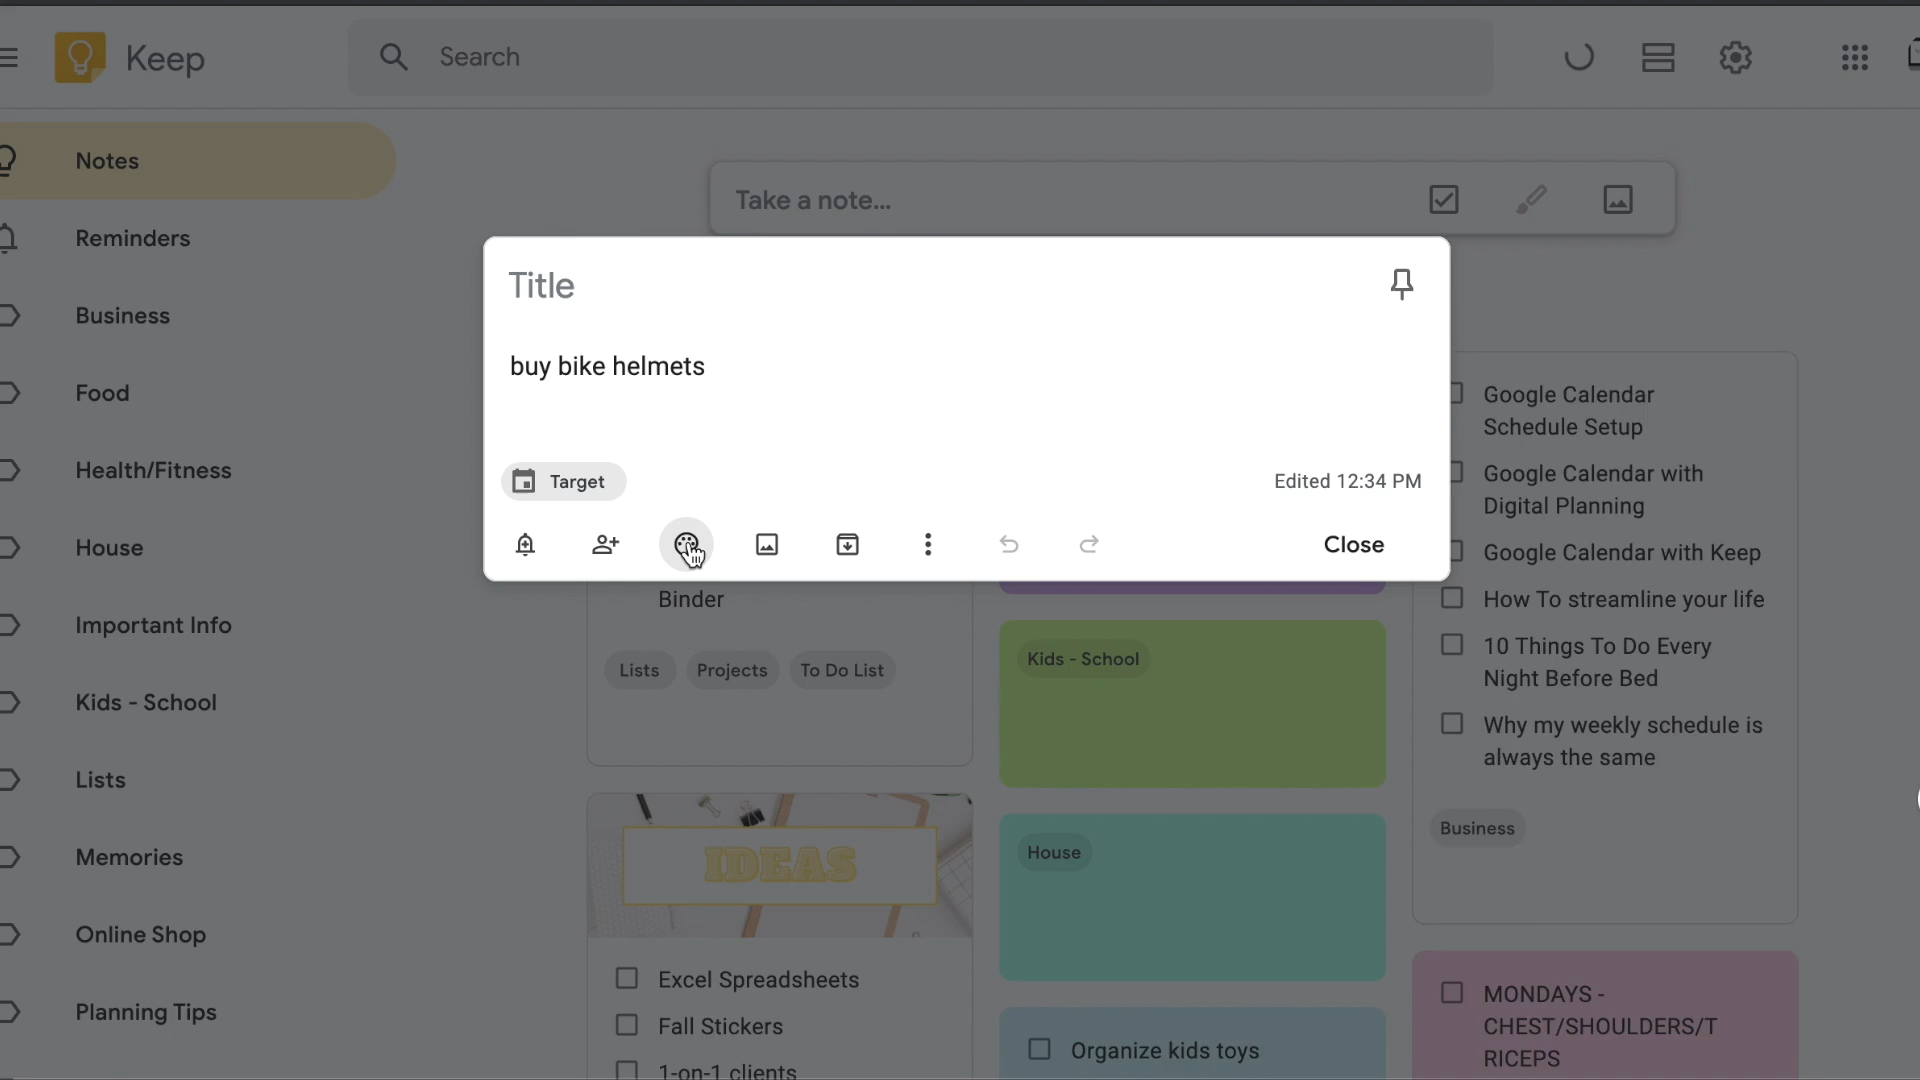 Keep
Search
Notes
Reminders
Business
Food
Health/Fitness
House
Important Info
Kids - School
Lists
Memories
Online Shop
Planning Tips
Take a note...
Title
buy bike helmets
Target
Edited 12:34 PM
Close
Binder
Lists Projects To Do List
IDEAS
Excel Spreadsheets
Fall Stickers
1-on-1 clients
Kids - School
House
Organize kids toys
Google Calendar
Schedule Setup
Google Calendar with
Digital Planning
Google Calendar with Keep
How To streamline your life
10 Things To Do Every
Night Before Bed
Why my weekly schedule is
always the same
Business
MONDAYS -
CHEST/SHOULDERS/T
RICEPS